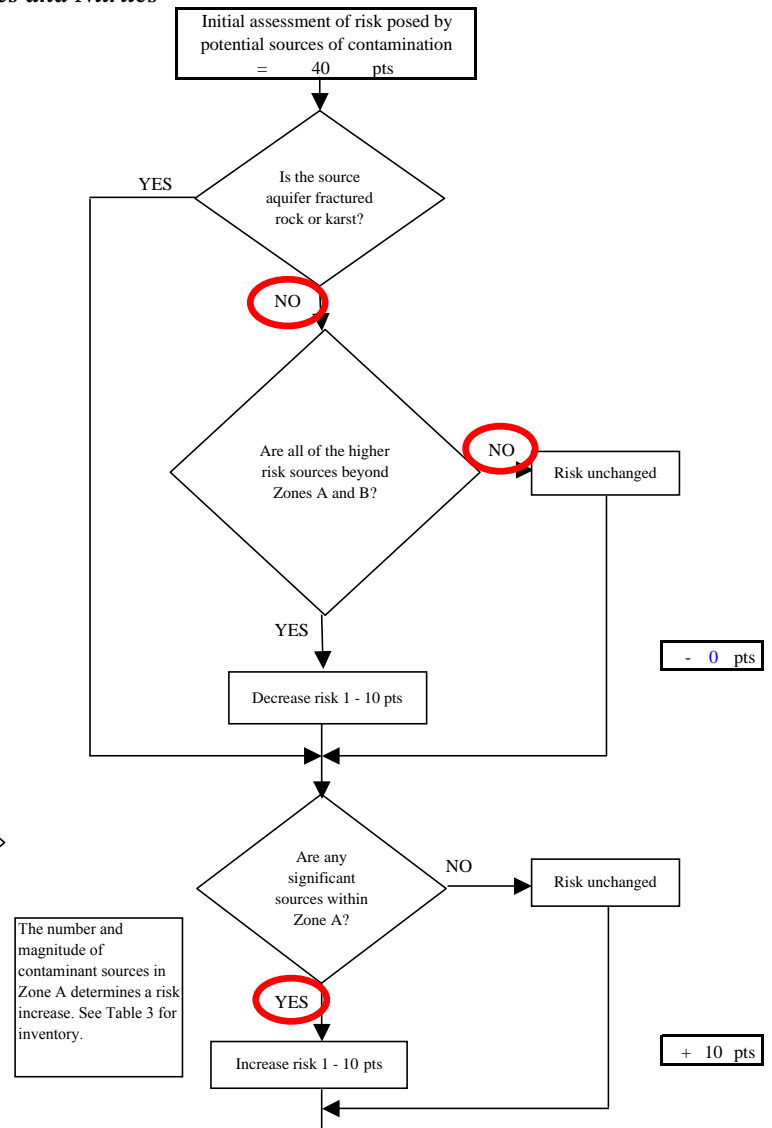 Initial assessment of risk posed by
potential sources of contamination
= 40 pts
Is the source
aquifer fractured
rock or karst?
YES
NO
Are all of the higher
risk sources beyond
Zones A and B?
NO
Risk unchanged
YES
- 0 pts
Decrease risk 1 - 10 pts
Are any
significant
sources within
Zone A?
NO
Risk unchanged
The number and
magnitude of
contaminant sources in
Zone A determines a risk
increase. See Table 3 for
inventory.
YES
Increase risk 1 - 10 pts
+ 10 pts